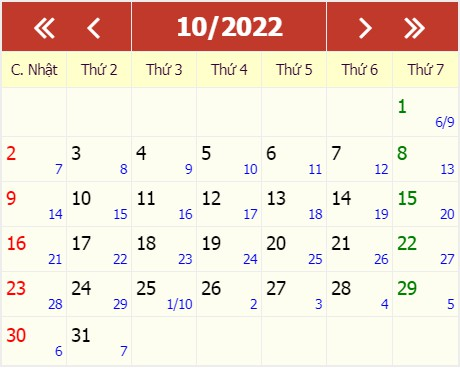 10/2022
C. Nhật Thứ 2 Thứ 3 Thứ 4 Thứ 5 Thứ 6 Thứ 7
1
6/9
2 3 4 5 6 7 8
7 8 9 10 11 12 13
9 10 11 12 13 14 15
14 15 16 17 18 19 20
16 17 18 19 20 21 22
21 22 23 24 25 26 27
23 24 25 26 27 28 29
28 29 1/10 2 3 4 5
30 31
6 7